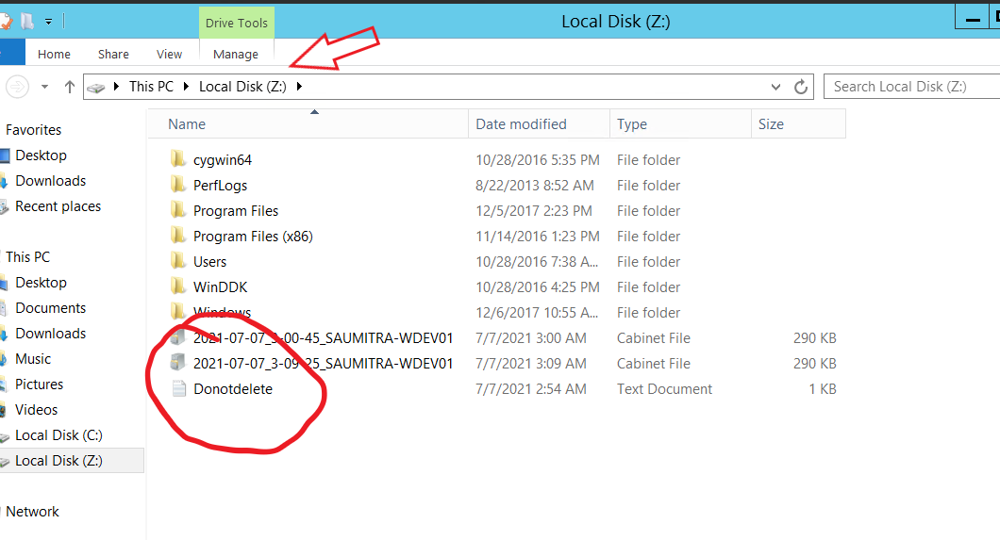 Drive Tools
Local Disk (Z:)
Home Share View Manage
This PC Local Disk (Z:) Search Local Disk (Z:)
Favorites
Desktop
Downloads
Recent places
This PC
Desktop
Documents
Downloads
Music
Pictures
Videos
Local Disk (C:)
Local Disk (Z:)
Network
Name Date modified Type Size
cygwin64 10/28/2016 5:35 PM File folder
PerfLogs 8/22/2013 8:52 AM File folder
Program Files 12/5/2017 2:23 PM File folder
Program Files (x86) 11/14/2016 1:23 PM File folder
Users 10/28/2016 7:38 A... File folder
WinDDK 10/28/2016 4:25 PM File folder
Windows 12/6/2017 10:55 A... File folder
2021-07-07_3-00-45_SAUMITRA-WDEV01 7/7/2021 3:00 AM Cabinet File 290 KB
2021-07-07_3-09-25_SAUMITRA-WDEV01 7/7/2021 3:09 AM Cabinet File 290 KB
Donotdelete 7/7/2021 2:54 AM Text Document 1 KB